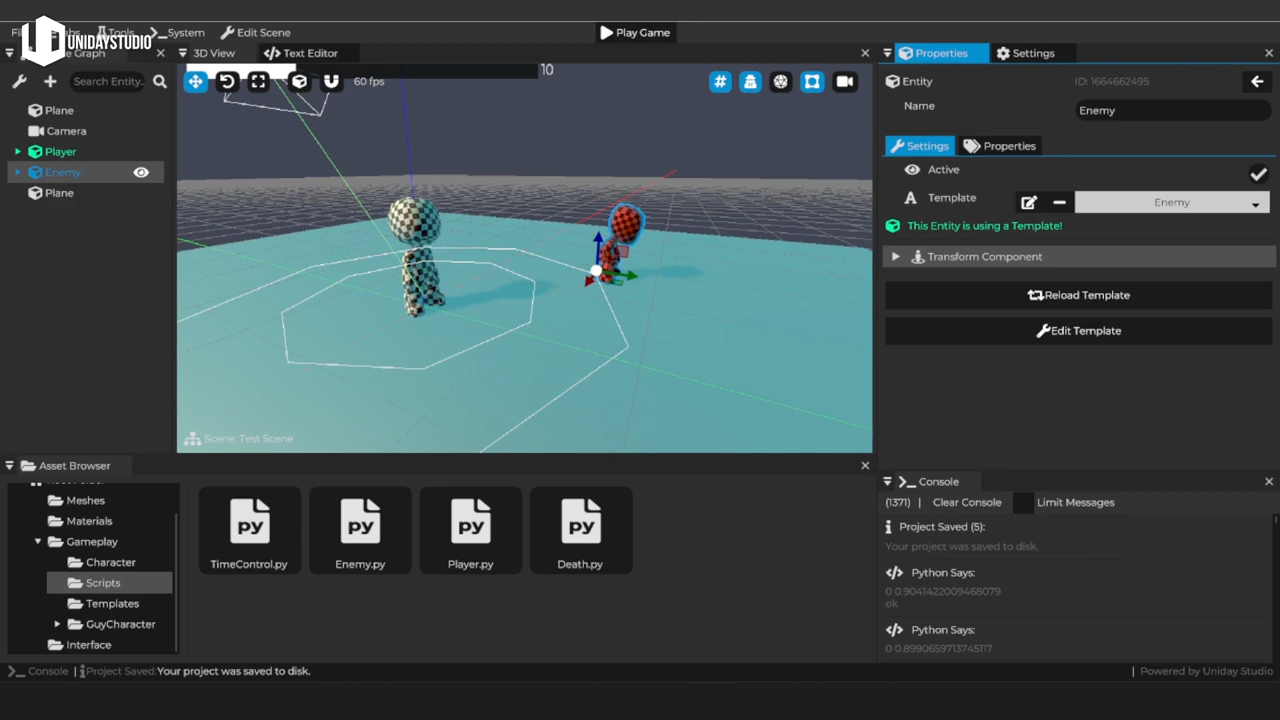 UNIDAYSTUDIO
Tools
System
Edit Scene
Play Game
Graph
3D View
Text Editor
Properties
Settings
Search Entity
60 fps
10
Entity
ID: 1664662495
Name
Enemy
Plane
Camera
Player
Enemy
Plane
Settings
Properties
Active
Template
Enemy
This Entity is using a Template!
Transform Component
Reload Template
Edit Template
Scene: Test Scene
Asset Browser
Meshes
Materials
Gameplay
Character
Scripts
Templates
GuyCharacter
Interface
py
py
py
py
TimeControl.py
Enemy.py
Player.py
Death.py
Console
(1371) | Clear Console
Limit Messages
Project Saved (5):
Your project was saved to disk.
Python Says:
0 0.9041422009468079
ok
Python Says:
0 0.8990659713745117
Console | Project Saved:Your project was saved to disk.
| Powered by Uniday Studio